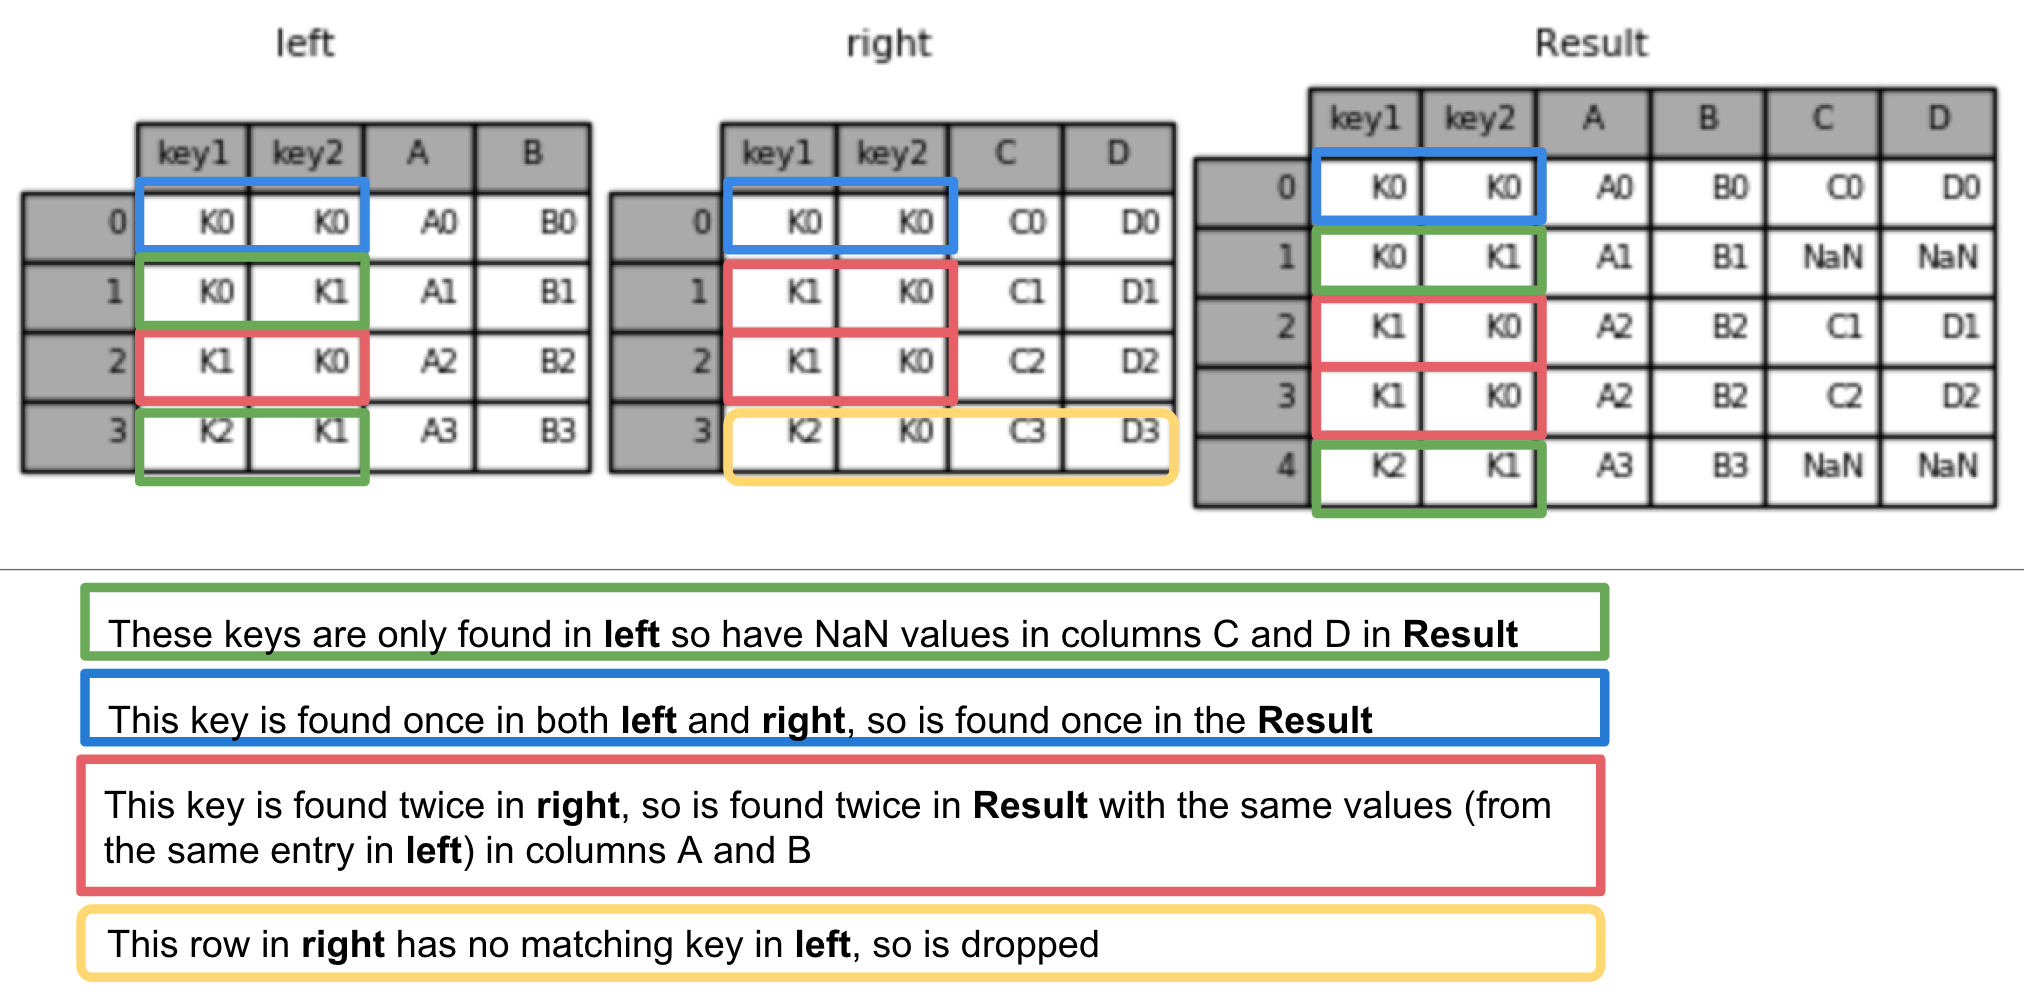 left right Result
key1 key2 A B
0 K0 K0 A0 B0
1 K0 K1 A1 B1
2 K1 K0 A2 B2
3 K2 K1 A3 B3
key1 key2 C D
0 K0 K0 C0 D0
1 K1 K0 C1 D1
2 K1 K0 C2 D2
3 K2 K0 C3 D3
key1 key2 A B C D
0 K0 K0 A0 B0 C0 D0
1 K0 K1 A1 B1 NaN NaN
2 K1 K0 A2 B2 C1 D1
3 K1 K0 A2 B2 C2 D2
4 K2 K1 A3 B3 NaN NaN
These keys are only found in left so have NaN values in columns C and D in Result
This key is found once in both left and right, so is found once in the Result
This key is found twice in right, so is found twice in Result with the same values (from
the same entry in left) in columns A and B
This row in right has no matching key in left, so is dropped